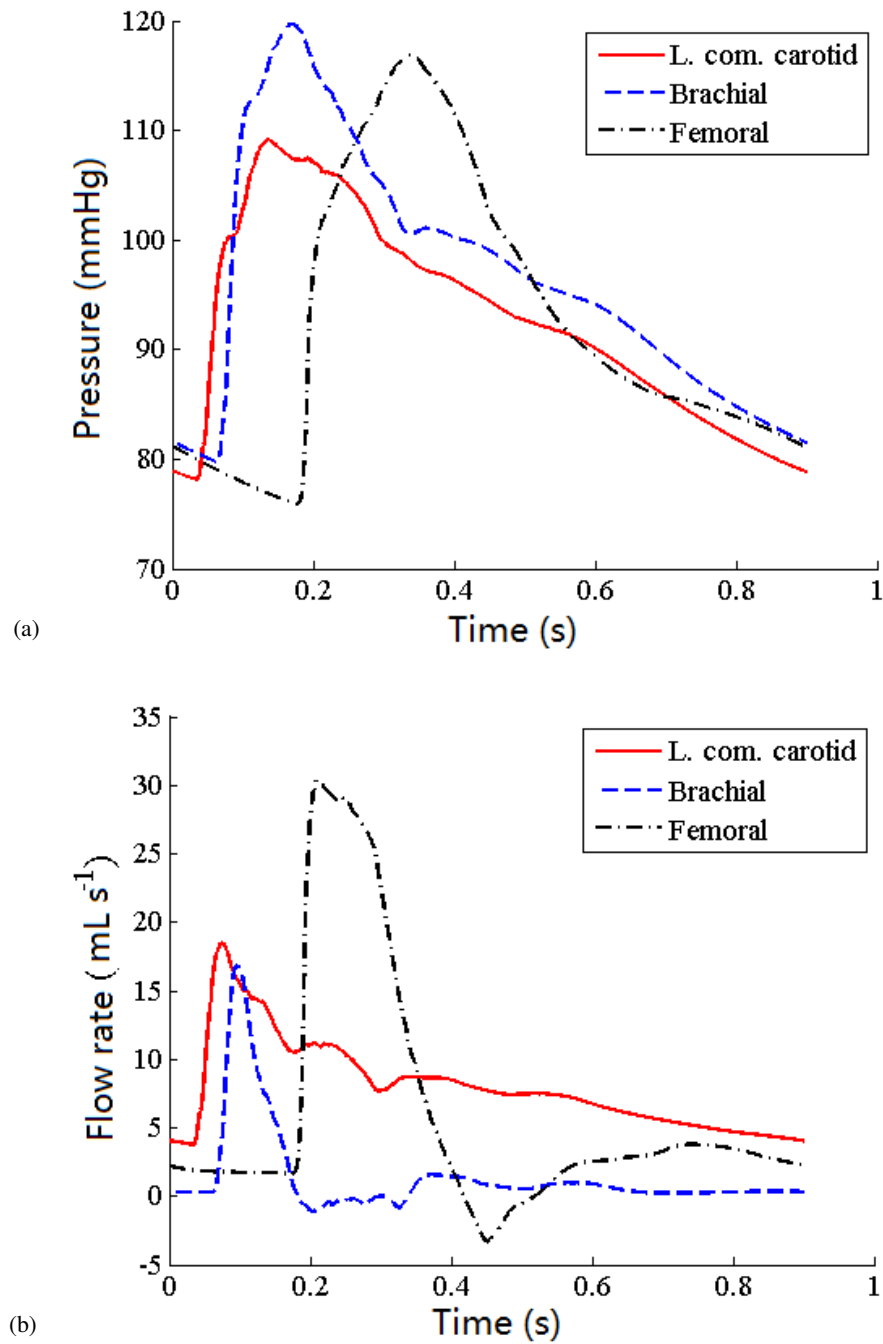 120
110
100
90
80
70
Pressure (mmHg)
L. com. carotid
Brachial
Femoral
0
0.2
0.4
0.6
0.8
1
Time (s)
(a)
35
30
25
20
15
10
5
0
-5
Flow rate ( mL s⁻¹)
L. com. carotid
Brachial
Femoral
0
0.2
0.4
0.6
0.8
1
Time (s)
(b)